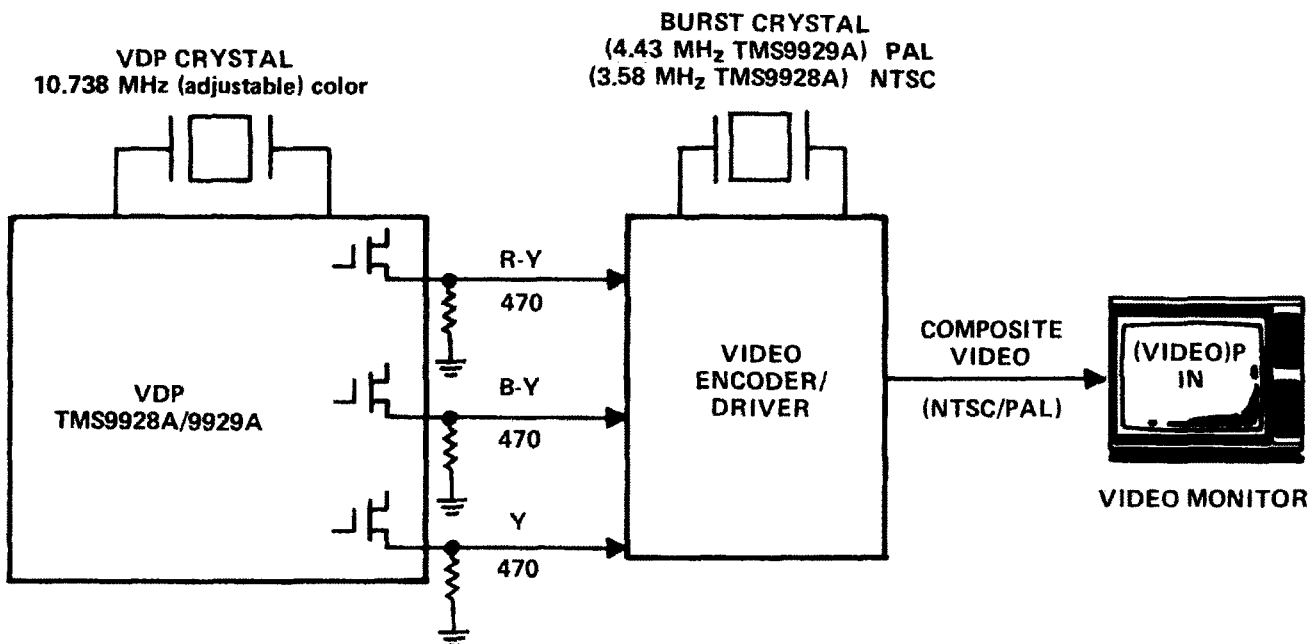 VDP CRYSTAL
10.738 MHz (adjustable) color
BURST CRYSTAL
(4.43 MHz TMS9929A) PAL
(3.58 MHz TMS9928A) NTSC
VDP
TMS9928A/9929A
R-Y
470
B-Y
470
Y
470
VIDEO
ENCODER/
DRIVER
COMPOSITE
VIDEO
(NTSC/PAL)
(VIDEO)P
IN
VIDEO MONITOR